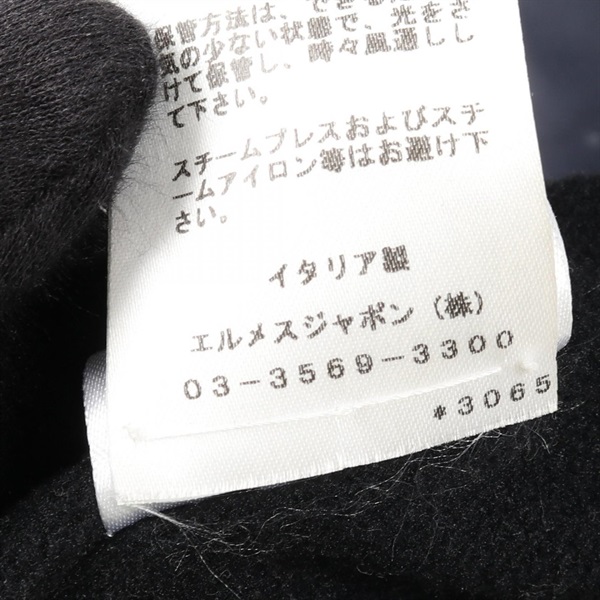 保管方法は、できる
気の少ない状態で、光をさ
けて保管し、時々風通しし
て下さい。
スチームプレスおよびスチ
ームアイロン等はお避け下
さい。
イタリア製
エルメスジャポン（株）
03-3569-3300
*3065